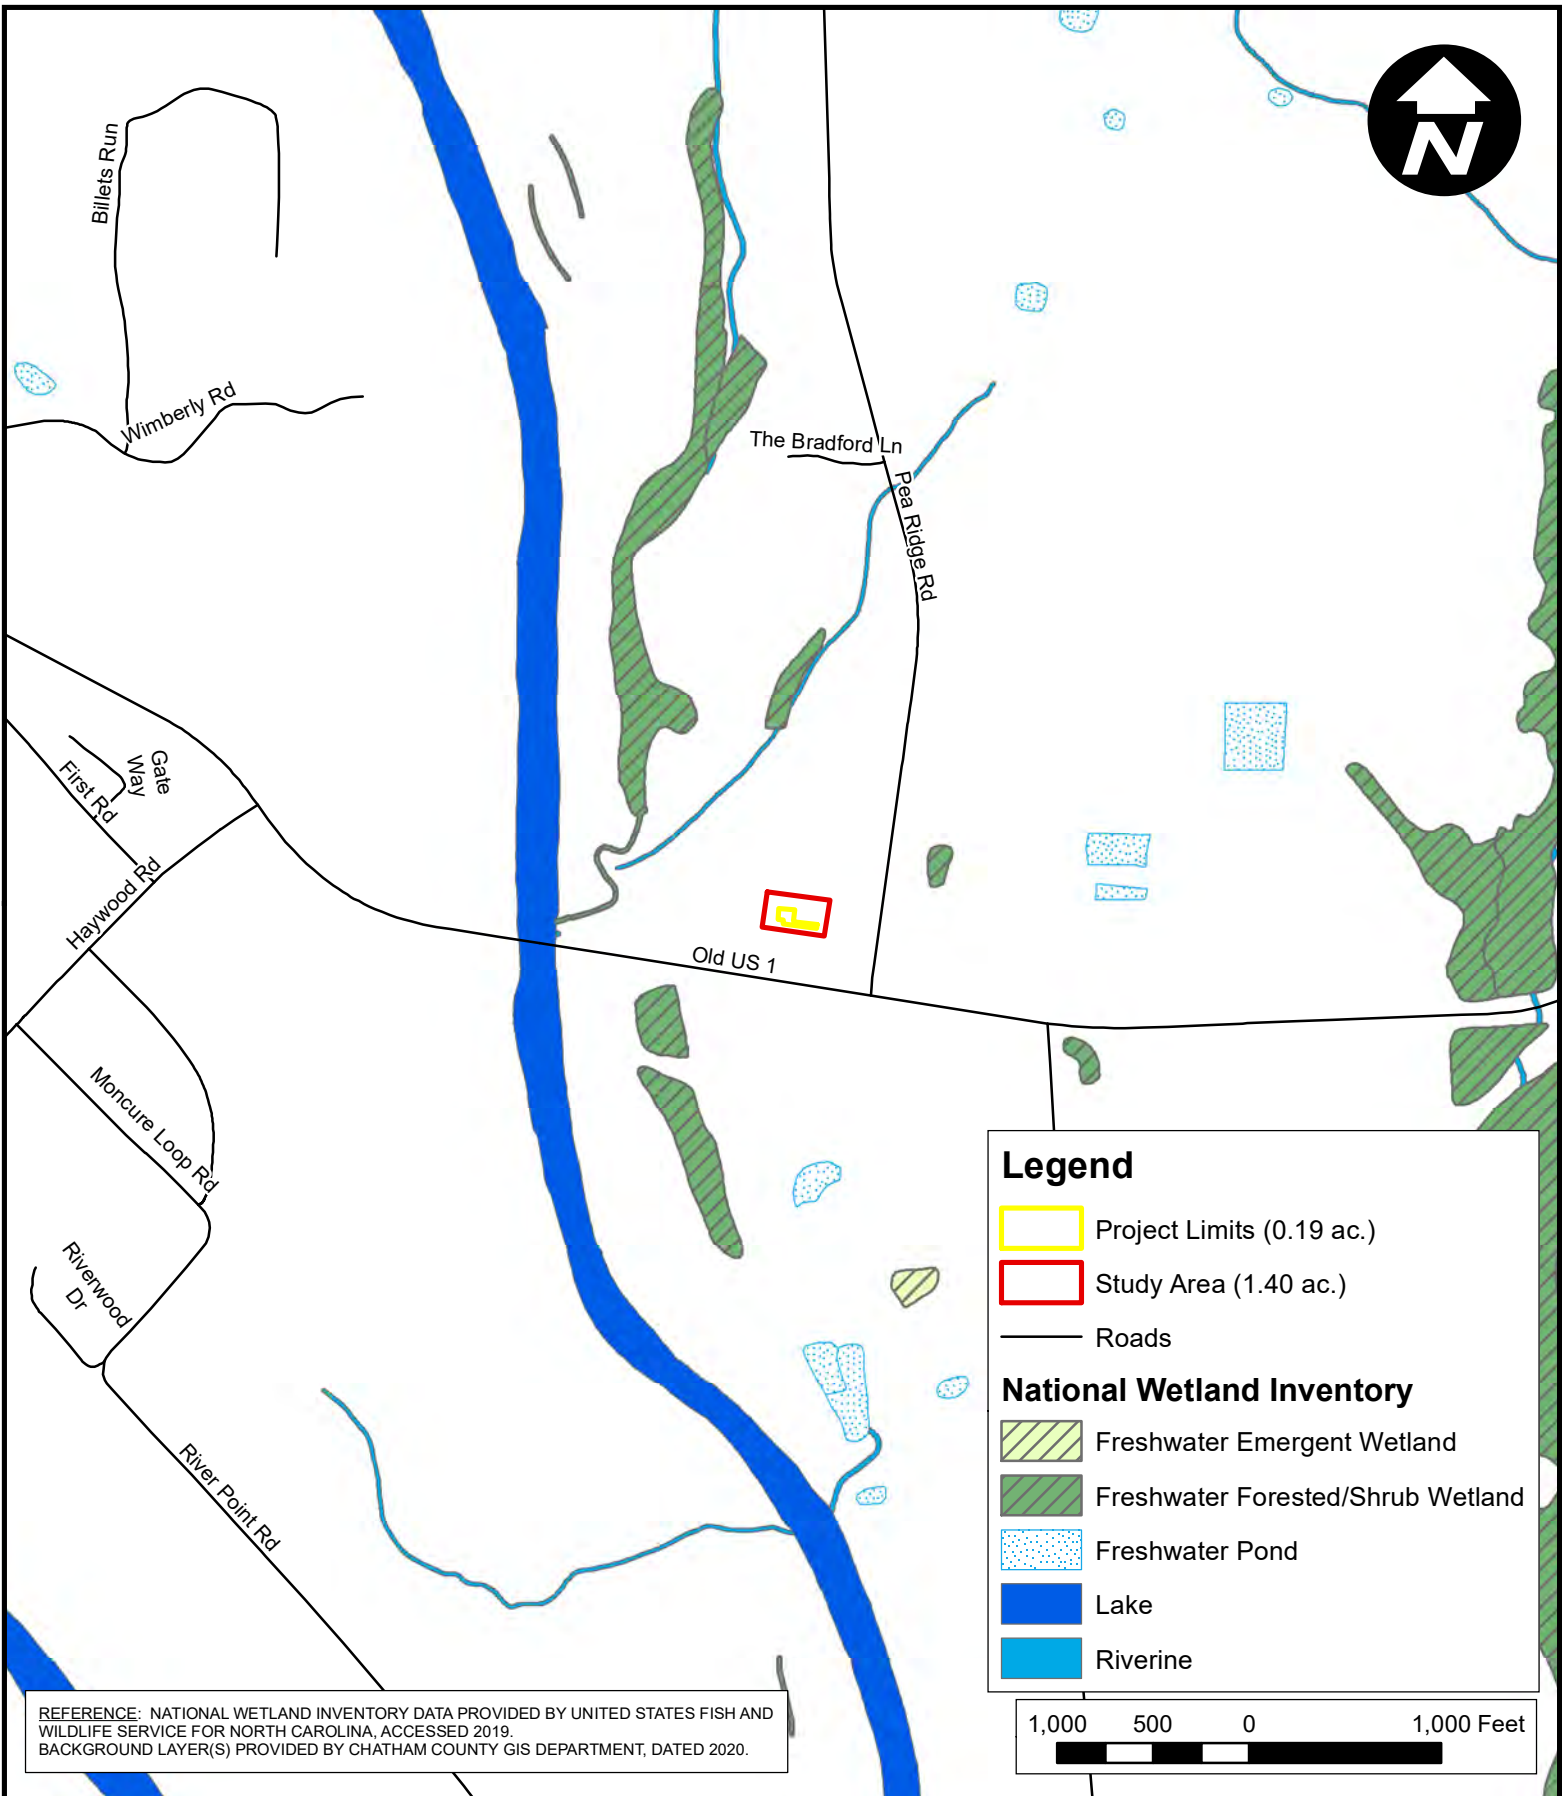 N
Billets Run
Wimberly Rd
The Bradford Ln
Pea Ridge Rd
Gate
Way
First Rd
Haywood Rd
Old US 1
Moncure Loop Rd
Riverwood
Dr
River Point Rd
Legend
Project Limits (0.19 ac.)
Study Area (1.40 ac.)
Roads
National Wetland Inventory
Freshwater Emergent Wetland
Freshwater Forested/Shrub Wetland
Freshwater Pond
Lake
Riverine
REFERENCE: NATIONAL WETLAND INVENTORY DATA PROVIDED BY UNITED STATES FISH AND
WILDLIFE SERVICE FOR NORTH CAROLINA, ACCESSED 2019.
BACKGROUND LAYER(S) PROVIDED BY CHATHAM COUNTY GIS DEPARTMENT, DATED 2020.
1,000 500 0 1,000 Feet